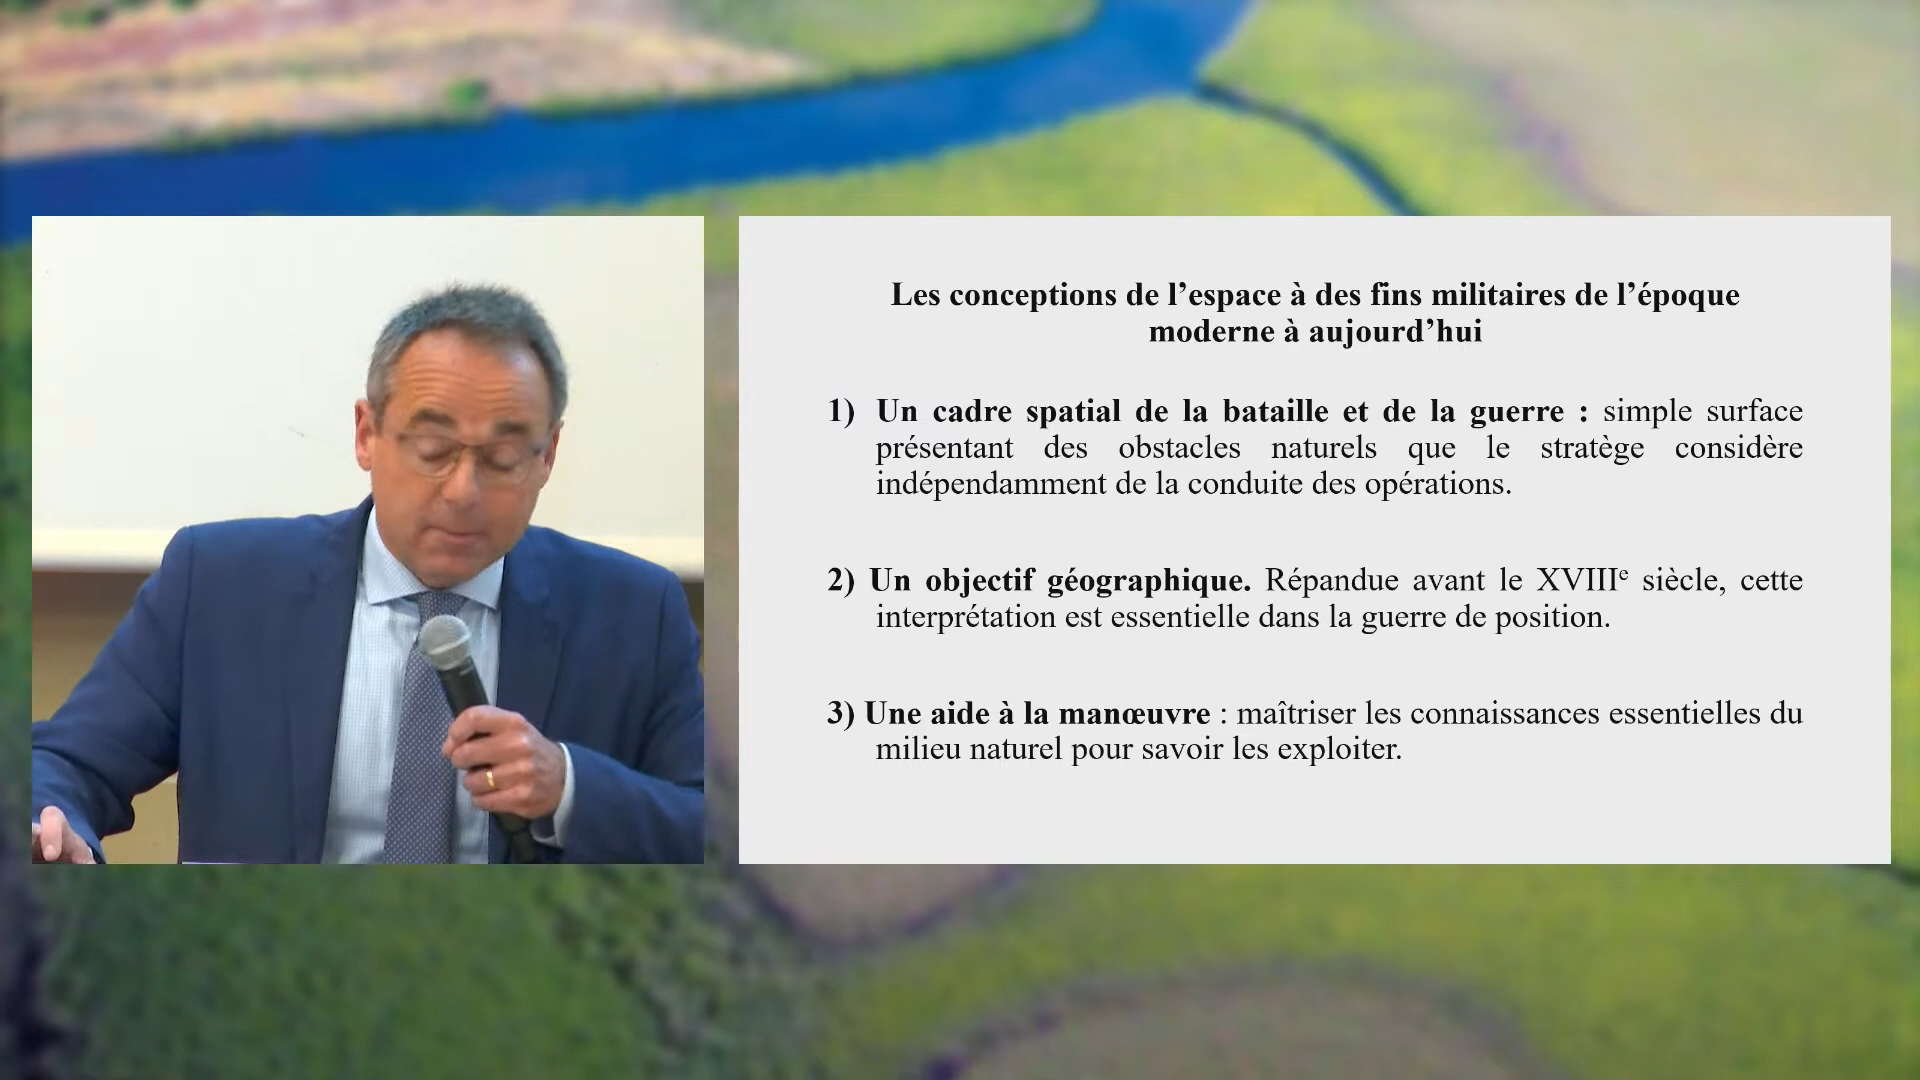 Les conceptions de l’espace à des fins militaires de l’époque
moderne à aujourd’hui
1) Un cadre spatial de la bataille et de la guerre : simple surface
présentant des obstacles naturels que le stratège considère
indépendamment de la conduite des opérations.
2) Un objectif géographique. Répandue avant le XVIIIᵉ siècle, cette
interprétation est essentielle dans la guerre de position.
3) Une aide à la manœuvre : maîtriser les connaissances essentielles du
milieu naturel pour savoir les exploiter.